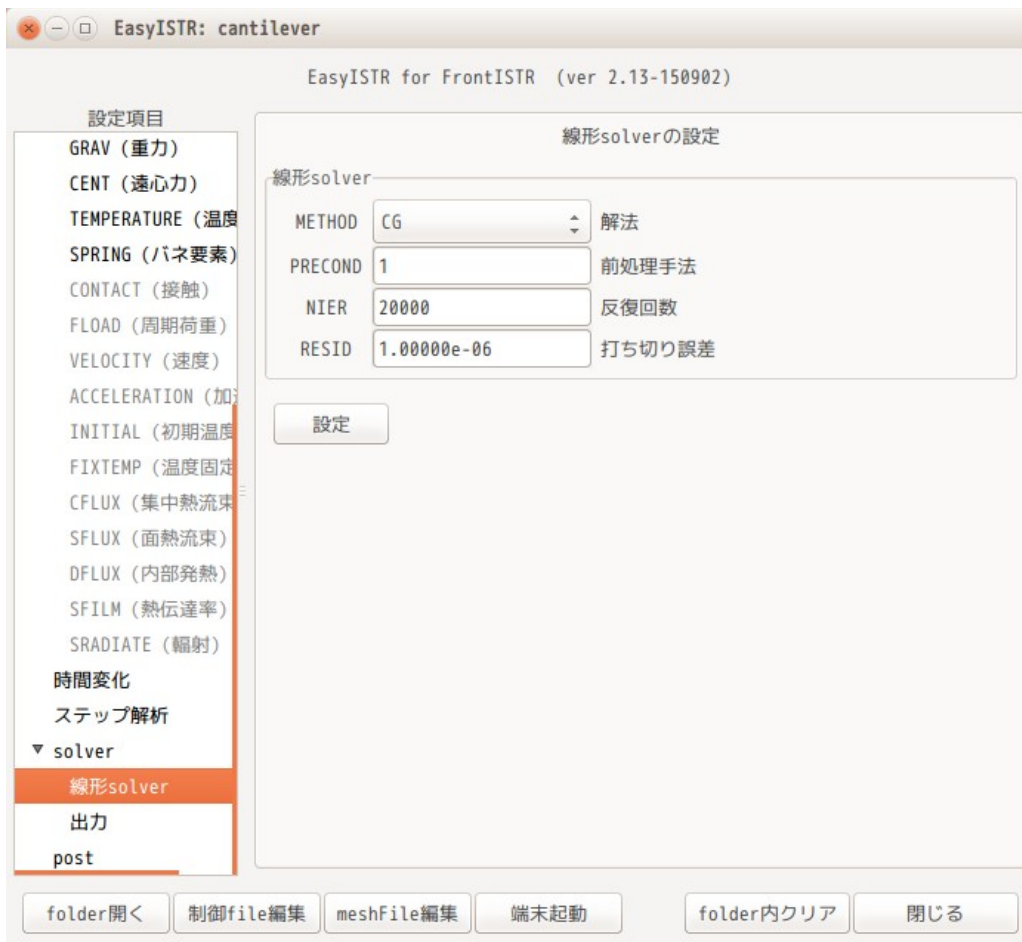 EasyISTR: cantilever
EasyISTR for FrontISTR (ver 2.13-150902)
設定項目
GRAV (重力)
CENT (遠心力)
TEMPERATURE (温度
SPRING (バネ要素)
CONTACT (接触)
FLOAD (周期荷重)
VELOCITY (速度)
ACCELERATION (加
INITIAL (初期温度
FIXTEMP (温度固定
CFLUX (集中熱流束
SFLUX (面熱流束)
DFLUX (内部発熱)
SFILM (熱伝達率)
SRADIATE (輻射)
時間変化
ステップ解析
solver
線形solver
出力
post
線形solverの設定
線形solver
METHOD CG 解法
PRECOND 1 前処理手法
NIER 20000 反復回数
RESID 1.00000e-06 打ち切り誤差
設定
folder開く 制御file編集 meshFile編集 端末起動 folder内クリア 閉じる